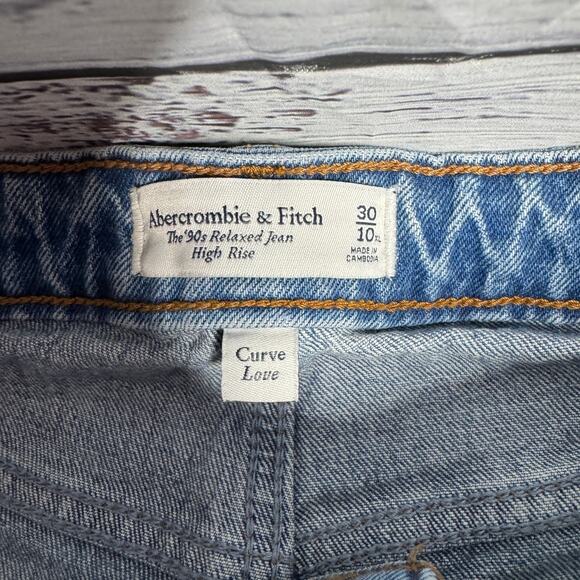 Abercrombie & Fitch
The '90s Relaxed Jean
High Rise
30
10
MADE IN
CAMBODIA
Curve
Love